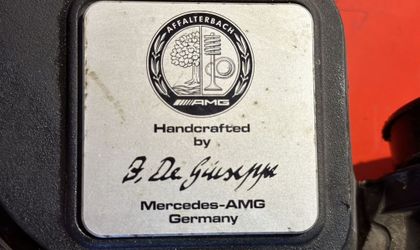 AFFALTERBACH
AMG
Handcrafted
by
B. De Giuseppe
Mercedes-AMG
Germany